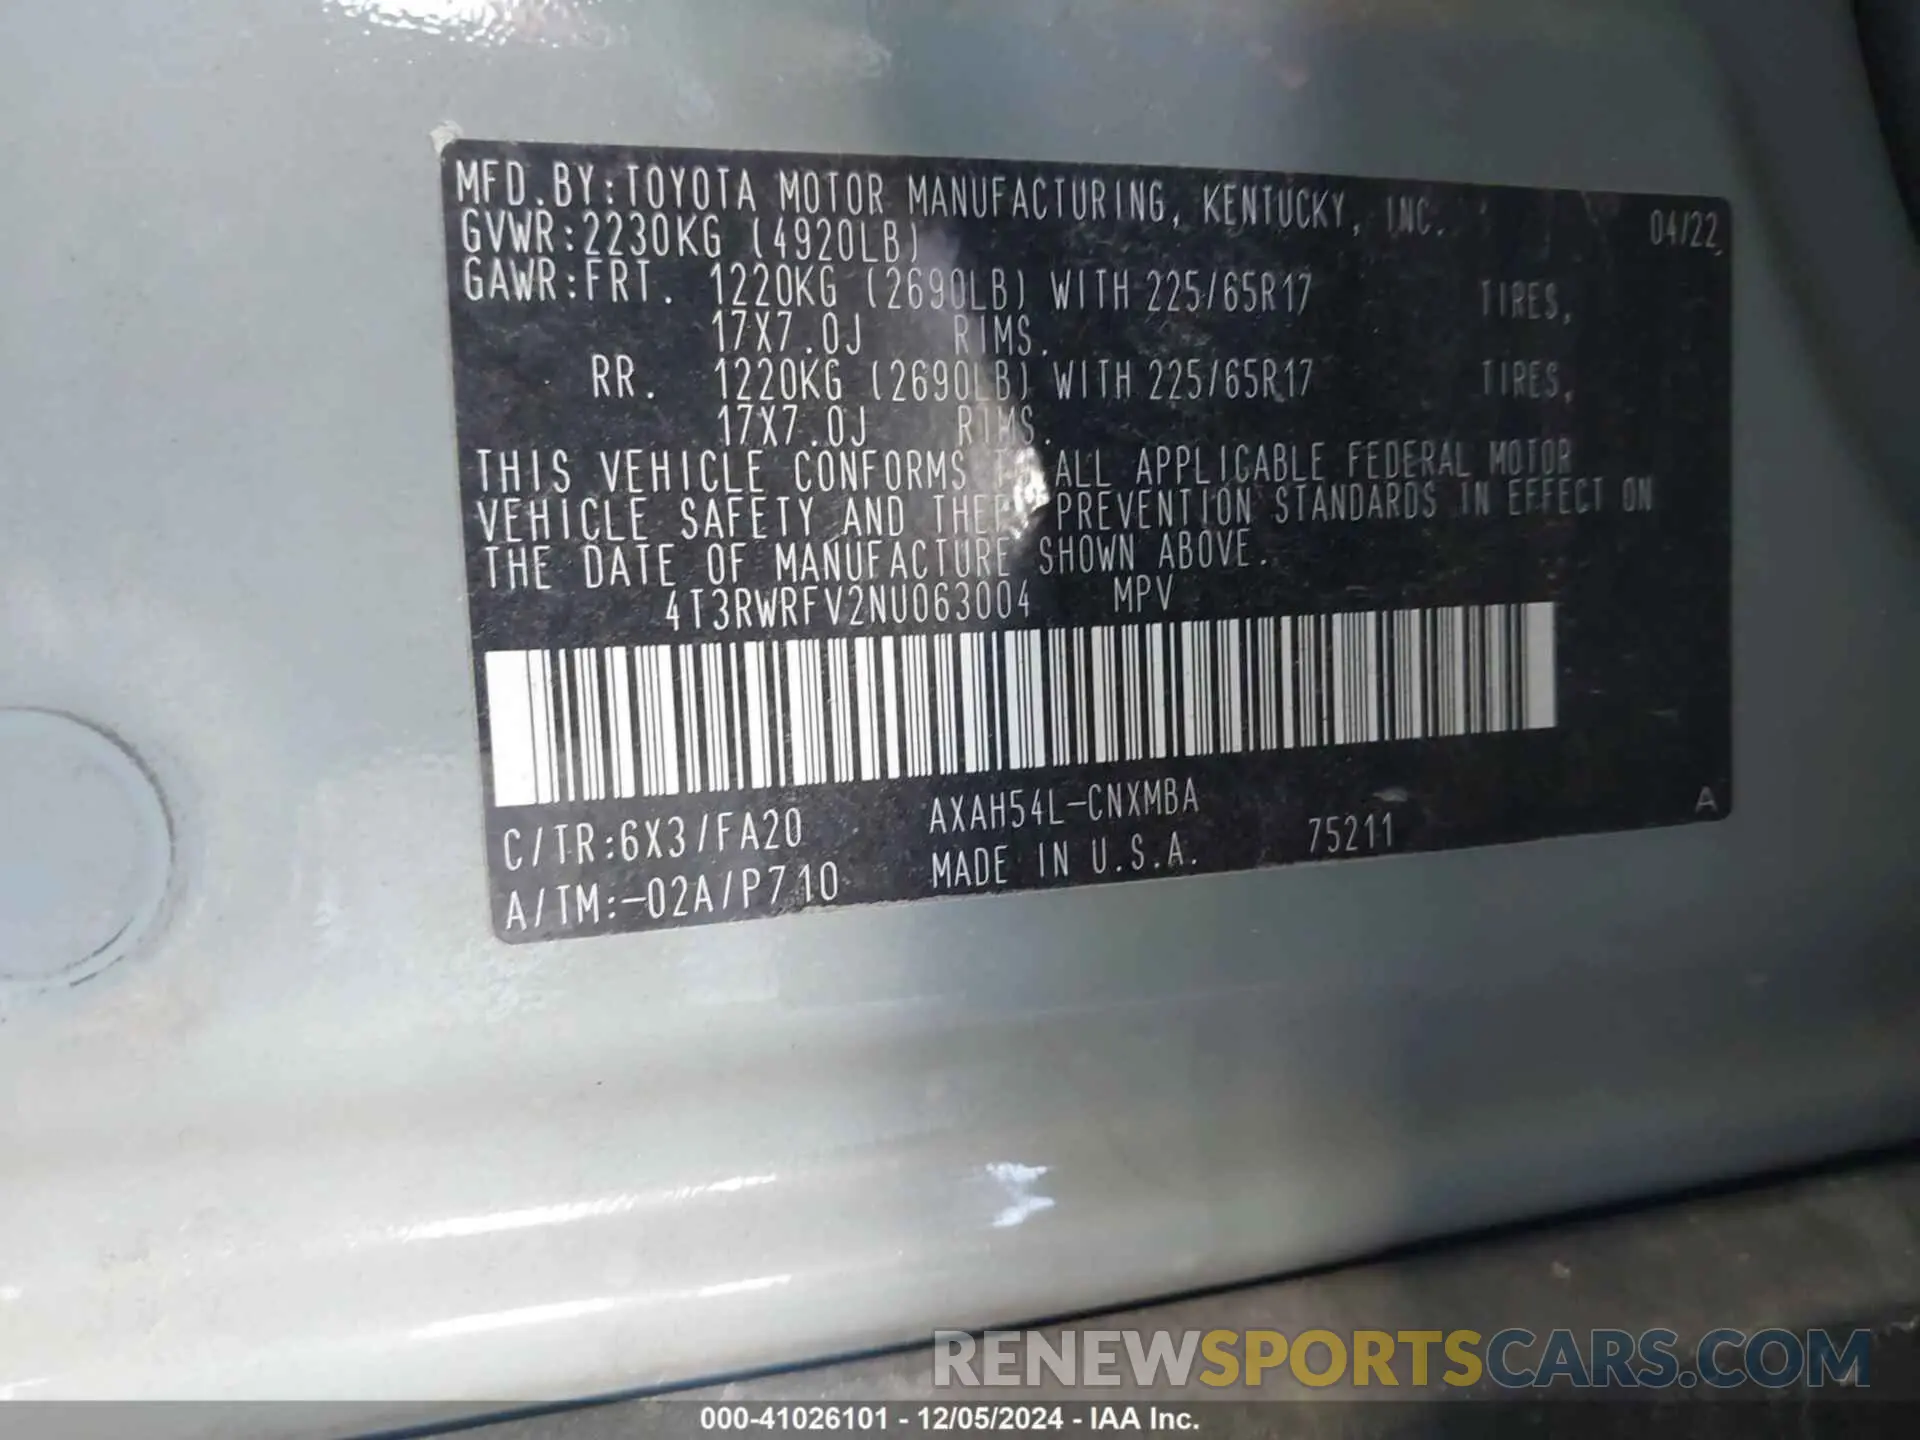 MFD.BY:TOYOTA MOTOR MANUFACTURING, KENTUCKY, INC. 04/22
GVWR:2230KG (4920LB)
GAWR:FRT. 1220KG (2690LB) WITH 225/65R17 TIRES,
17X7.0J RIMS.
RR. 1220KG (2690LB) WITH 225/65R17 TIRES,
17X7.0J RIMS.
THIS VEHICLE CONFORMS ALL APPLICABLE FEDERAL MOTOR
VEHICLE SAFETY AND PREVENTION STANDARDS IN EFFECT ON
THE DATE OF MANUFACTURE SHOWN ABOVE.
4T3RWRFV2NU063004 MPV
C/TR:6X3/FA20 AXAH54L-CNXMBA A
A/TM:-02A/P710 MADE IN U.S.A. 75211
RENEWSPORTSCARS.COM
000-41026101 - 12/05/2024 - IAA Inc.